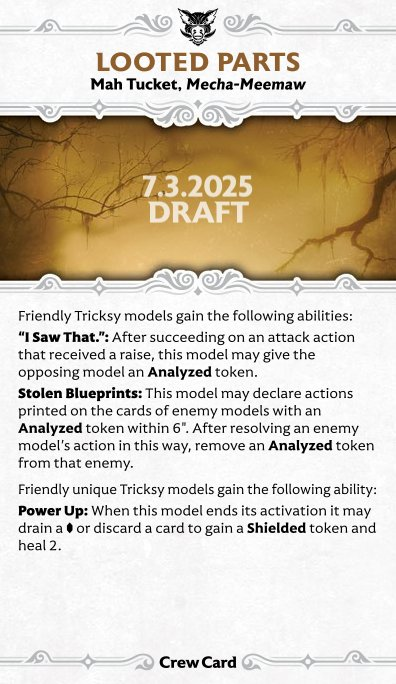 LOOTED PARTS
Mah Tucket, Mecha-Meemaw
7.3.2025
DRAFT
Friendly Tricksy models gain the following abilities:
“I Saw That.”: After succeeding on an attack action
that received a raise, this model may give the
opposing model an Analyzed token.
Stolen Blueprints: This model may declare actions
printed on the cards of enemy models with an
Analyzed token within 6". After resolving an enemy
model’s action in this way, remove an Analyzed token
from that enemy.
Friendly unique Tricksy models gain the following ability:
Power Up: When this model ends its activation it may
drain a or discard a card to gain a Shielded token and
heal 2.
Crew Card